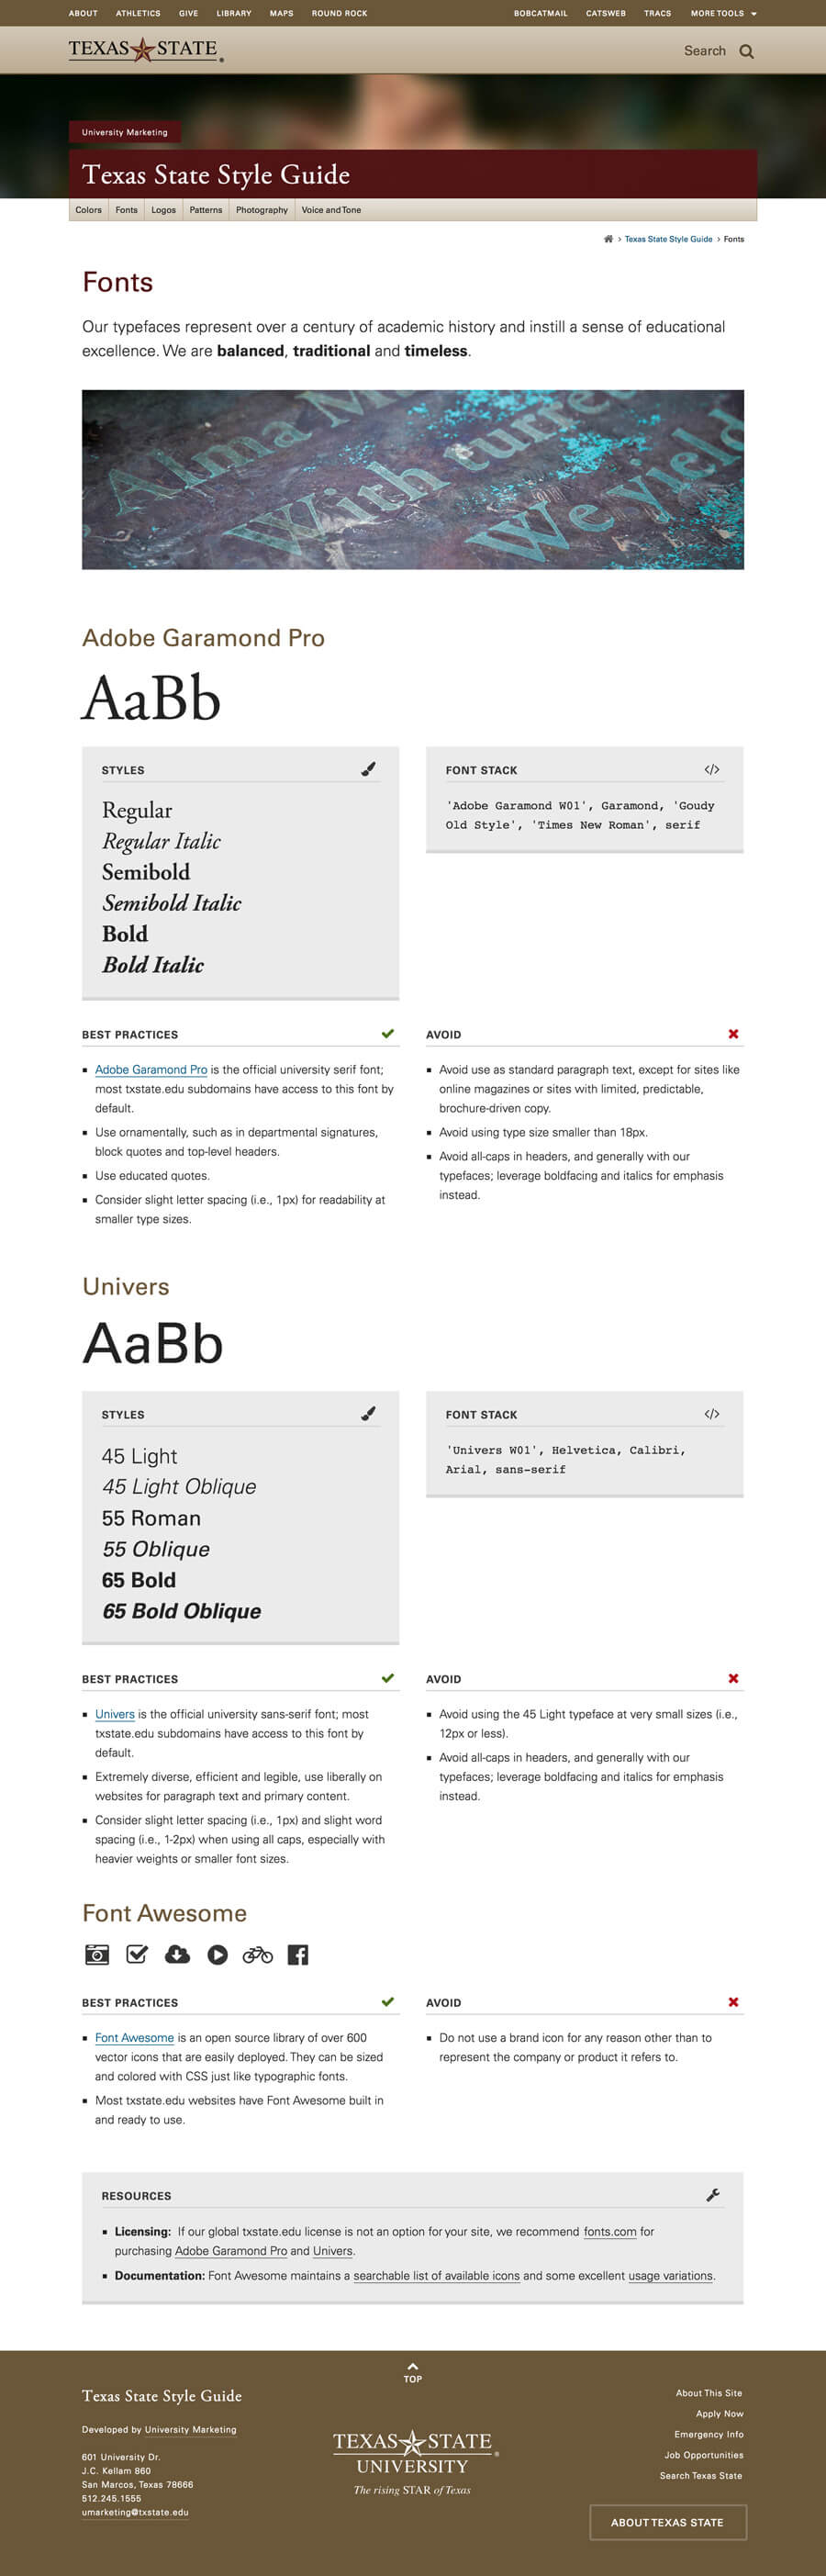 ABOUT ATHLETICS GIVE LIBRARY MAPS ROUND ROCK BOBCATMAIL CATSWEB TRACS MORE TOOLS
TEXAS STATE ®
Search
University Marketing
Texas State Style Guide
Colors Fonts Logos Patterns Photography Voice and Tone
> Texas State Style Guide > Fonts
Fonts
Our typefaces represent over a century of academic history and instill a sense of educational
excellence. We are balanced, traditional and timeless.
Alma M
With
We yield
Adobe Garamond Pro
AaBb
STYLES
Regular
Regular Italic
Semibold
Semibold Italic
Bold
Bold Italic
FONT STACK </>
'Adobe Garamond W01', Garamond, 'Goudy
Old Style', 'Times New Roman', serif
BEST PRACTICES
▪ Adobe Garamond Pro is the official university serif font;
most txstate.edu subdomains have access to this font by
default.
▪ Use ornamentally, such as in departmental signatures,
block quotes and top-level headers.
▪ Use educated quotes.
▪ Consider slight letter spacing (i.e., 1px) for readability at
smaller type sizes.
AVOID
▪ Avoid use as standard paragraph text, except for sites like
online magazines or sites with limited, predictable,
brochure-driven copy.
▪ Avoid using type size smaller than 18px.
▪ Avoid all-caps in headers, and generally with our
typefaces; leverage boldfacing and italics for emphasis
instead.
Univers
AaBb
STYLES
45 Light
45 Light Oblique
55 Roman
55 Oblique
65 Bold
65 Bold Oblique
FONT STACK </>
'Univers W01', Helvetica, Calibri,
Arial, sans-serif
BEST PRACTICES
▪ Univers is the official university sans-serif font; most
txstate.edu subdomains have access to this font by
default.
▪ Extremely diverse, efficient and legible, use liberally on
websites for paragraph text and primary content.
▪ Consider slight letter spacing (i.e., 1px) and slight word
spacing (i.e., 1-2px) when using all caps, especially with
heavier weights or smaller font sizes.
AVOID
▪ Avoid using the 45 Light typeface at very small sizes (i.e.,
12px or less).
▪ Avoid all-caps in headers, and generally with our
typefaces; leverage boldfacing and italics for emphasis
instead.
Font Awesome
BEST PRACTICES
▪ Font Awesome is an open source library of over 600
vector icons that are easily deployed. They can be sized
and colored with CSS just like typographic fonts.
▪ Most txstate.edu websites have Font Awesome built in
and ready to use.
AVOID
▪ Do not use a brand icon for any reason other than to
represent the company or product it refers to.
RESOURCES
▪ Licensing: If our global txstate.edu license is not an option for your site, we recommend fonts.com for
purchasing Adobe Garamond Pro and Univers.
▪ Documentation: Font Awesome maintains a searchable list of available icons and some excellent usage variations.
TOP
Texas State Style Guide
Developed by University Marketing
601 University Dr.
J.C. Kellam 860
San Marcos, Texas 78666
512.245.1555
umarketing@txstate.edu
TEXAS STATE ®
UNIVERSITY
The rising STAR of Texas
About This Site
Apply Now
Emergency Info
Job Opportunities
Search Texas State
ABOUT TEXAS STATE